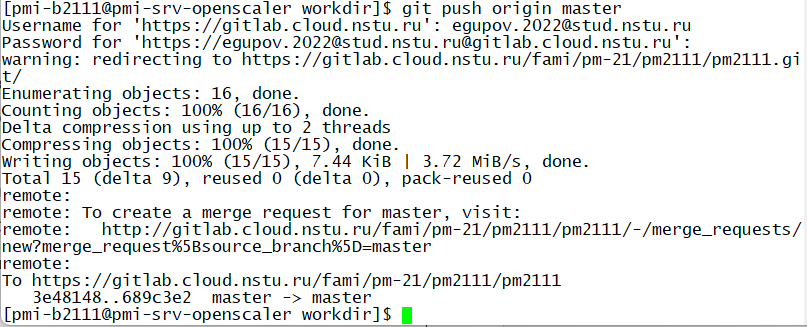 [pmi-b2111@pmi-srv-openscaler workdir]$ git push origin master
Username for 'https://gitlab.cloud.nstu.ru': egupov.2022@stud.nstu.ru
Password for 'https://egupov.2022@stud.nstu.ru@gitlab.cloud.nstu.ru':
warning: redirecting to https://gitlab.cloud.nstu.ru/fami/pm-21/pm2111/pm2111.gi
t/
Enumerating objects: 16, done.
Counting objects: 100% (16/16), done.
Delta compression using up to 2 threads
Compressing objects: 100% (15/15), done.
Writing objects: 100% (15/15), 7.44 KiB | 3.72 MiB/s, done.
Total 15 (delta 9), reused 0 (delta 0), pack-reused 0
remote:
remote: To create a merge request for master, visit:
remote:   http://gitlab.cloud.nstu.ru/fami/pm-21/pm2111/pm2111/-/merge_requests/
new?merge_request%5Bsource_branch%5D=master
remote:
To https://gitlab.cloud.nstu.ru/fami/pm-21/pm2111/pm2111
   3e48148..689c3e2  master -> master
[pmi-b2111@pmi-srv-openscaler workdir]$